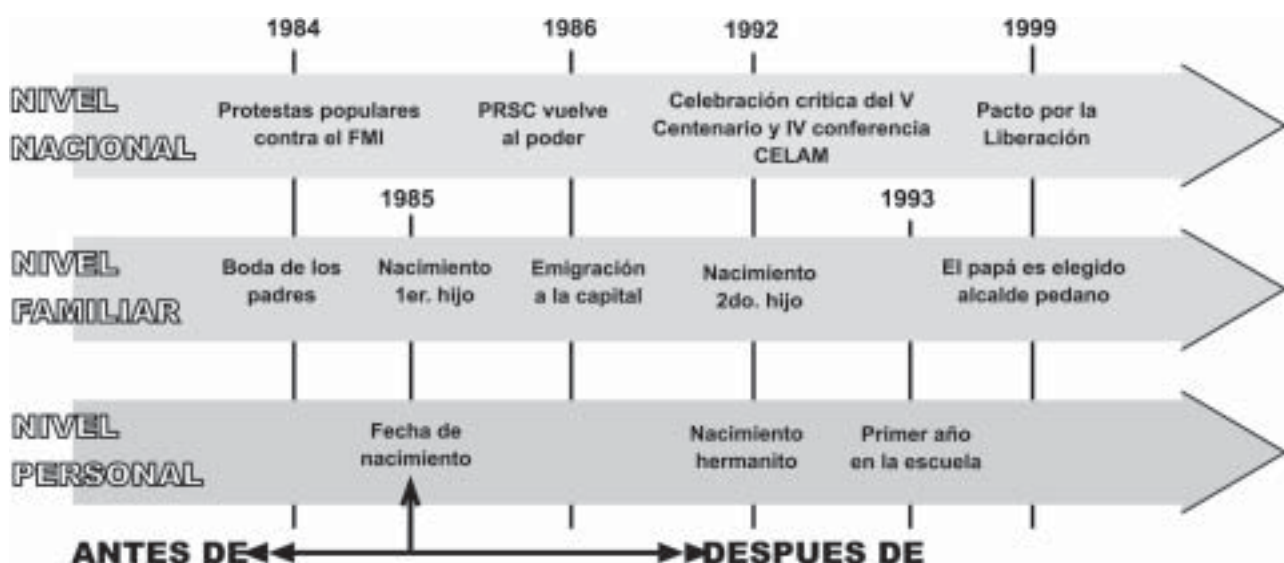 1984
1986
1992
1999
NIVEL
NACIONAL
Protestas populares
contra el FMI
PRSC vuelve
al poder
Celebración critica del V
Centenario y IV conferencia
CELAM
Pacto por la
Liberación
1985
1993
NIVEL
FAMILIAR
Boda de los
padres
Nacimiento
1er. hijo
Emigración
a la capital
Nacimiento
2do. hijo
El papá es elegido
alcalde pedano
NIVEL
PERSONAL
Fecha de
nacimiento
Nacimiento
hermanito
Primer año
en la escuela
ANTES DE
DESPUES DE